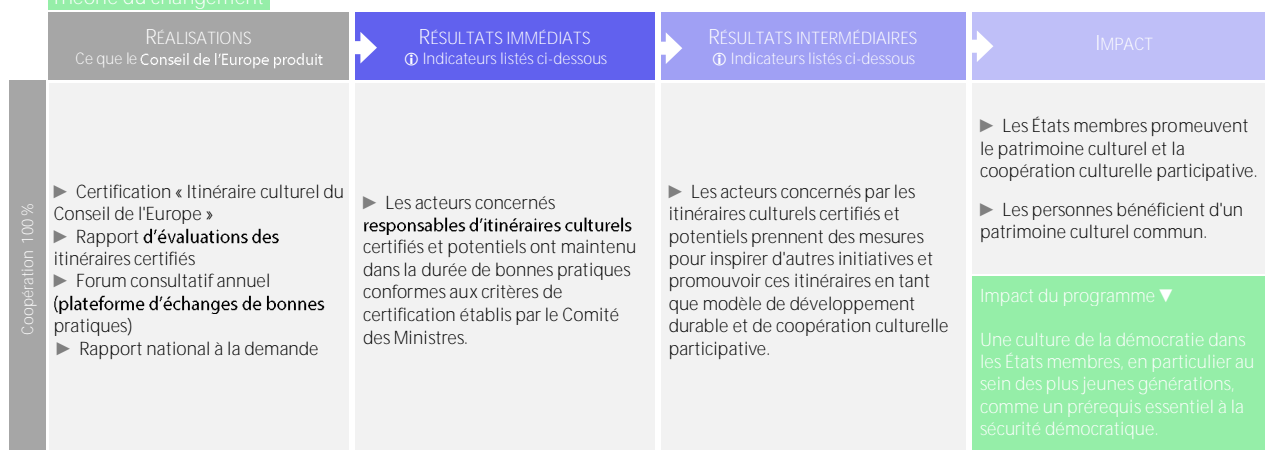 Théorie du changement
RÉALISATIONS
Ce que le Conseil de l'Europe produit
RÉSULTATS IMMÉDIATS
ⓘ Indicateurs listés ci-dessous
RÉSULTATS INTERMÉDIAIRES
ⓘ Indicateurs listés ci-dessous
IMPACT
Coopération 100 %
► Certification « Itinéraire culturel du
Conseil de l'Europe »
► Rapport d'évaluations des
itinéraires certifiés
► Forum consultatif annuel
(plateforme d'échanges de bonnes
pratiques)
► Rapport national à la demande
► Les acteurs concernés
responsables d'itinéraires culturels
certifiés et potentiels ont maintenu
dans la durée de bonnes pratiques
conformes aux critères de
certification établis par le Comité
des Ministres.
► Les acteurs concernés par les
itinéraires culturels certifiés et
potentiels prennent des mesures
pour inspirer d'autres initiatives et
promouvoir ces itinéraires en tant
que modèle de développement
durable et de coopération culturelle
participative.
► Les États membres promeuvent
le patrimoine culturel et la
coopération culturelle participative.
► Les personnes bénéficient d'un
patrimoine culturel commun.
Impact du programme ▼
Une culture de la démocratie dans
les États membres, en particulier au
sein des plus jeunes générations,
comme un prérequis essentiel à la
sécurité démocratique.